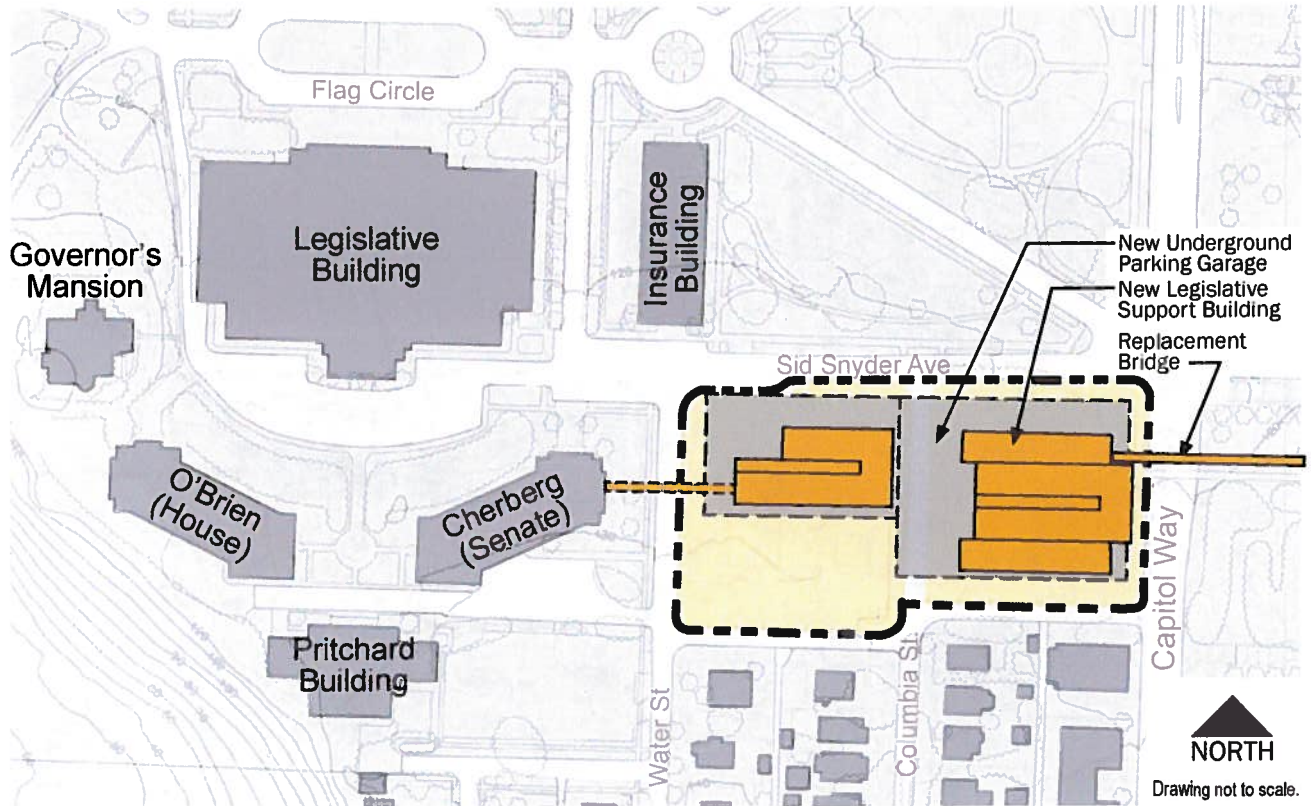 Flag Circle
Legislative
Building
Insurance
Building
Governor's
Mansion
New Underground
Parking Garage
New Legislative
Support Building
Replacement
Bridge
Sid Snyder Ave
O'Brien
(House)
Cherberg
(Senate)
Pritchard
Building
Water St
Columbia St.
Capitol Way
NORTH
Drawing not to scale.